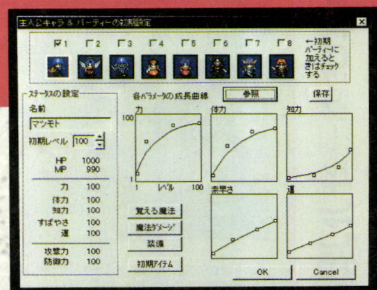 主人公キャラ & パーティーの初期設定
1 2 3 4 5 6 7 8
←初期
パーティーに
加えると
きはチェック
する
ステータスの設定
名前
マツモト
初期レベル 100
HP 1000
MP 990
力 100
体力 100
知力 100
すばやさ 100
運 100
攻撃力 100
防御力 100
各パラメータの成長曲線
参照
保存
力
100
1
1 レベル 100
体力
知力
素早さ
運
覚える魔法
魔法ダメージ
装備
初期アイテム
OK
Cancel